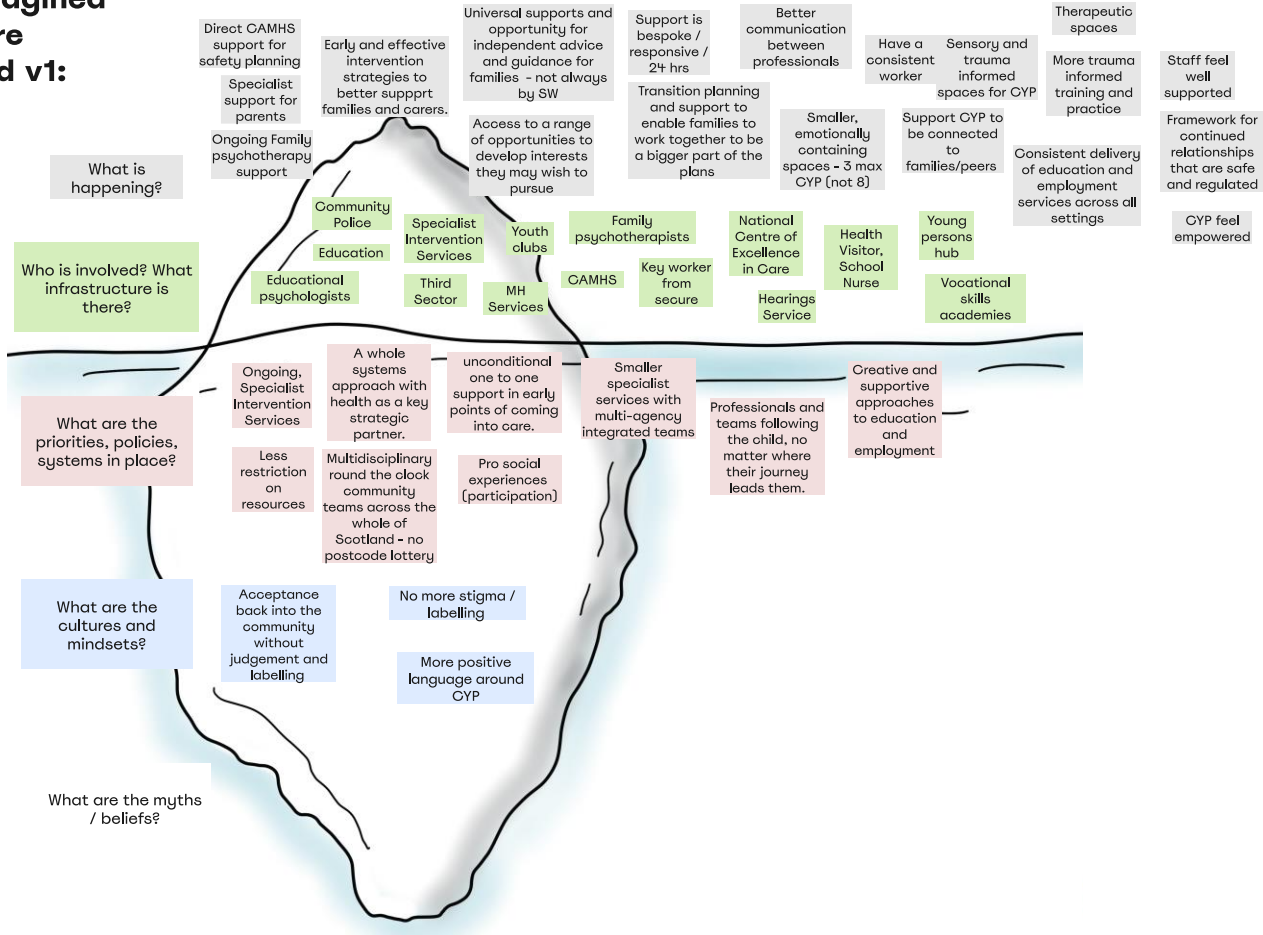 agined
re
d v1:
Direct CAMHS
support for
safety planning
Specialist
support for
parents
Ongoing Family
psychotherapy
support
Early and effective
intervention
strategies to
better support
families and carers.
Universal supports and
opportunity for
independent advice
and guidance for
families - not always
by SW
Access to a range
of opportunities to
develop interests
they may wish to
pursue
Support is
bespoke /
responsive /
24 hrs
Transition planning
and support to
enable families to
work together to be
a bigger part of the
plans
Better
communication
between
professionals
Smaller,
emotionally
containing
spaces - 3 max
CYP (not 8)
Have a
consistent
worker
Sensory and
trauma
informed
spaces for CYP
Support CYP to
be connected
to
families/peers
Therapeutic
spaces
More trauma
informed
training and
practice
Consistent delivery
of education and
employment
services across all
settings
Staff feel
well
supported
Framework for
continued
relationships
that are safe
and regulated
CYP feel
empowered
What is
happening?
Who is involved? What
infrastructure is
there?
Community
Police
Education
Educational
psychologists
Specialist
Intervention
Services
Third
Sector
Youth
clubs
MH
Services
Family
psychotherapists
CAMHS
Key worker
from
secure
National
Centre of
Excellence
in Care
Hearings
Service
Health
Visitor,
School
Nurse
Young
persons
hub
Vocational
skills
academies
What are the
priorities, policies,
systems in place?
Ongoing,
Specialist
Intervention
Services
Less
restriction
on
resources
A whole
systems
approach with
health as a key
strategic
partner.
Multidisciplinary
round the clock
community
teams across the
whole of
Scotland - no
postcode lottery
unconditional
one to one
support in early
points of coming
into care.
Pro social
experiences
(participation)
Smaller
specialist
services with
multi-agency
integrated teams
Professionals and
teams following
the child, no
matter where
their journey
leads them.
Creative and
supportive
approaches
to education
and
employment
What are the
cultures and
mindsets?
Acceptance
back into the
community
without
judgement and
labelling
No more stigma /
labelling
More positive
language around
CYP
What are the myths
/ beliefs?